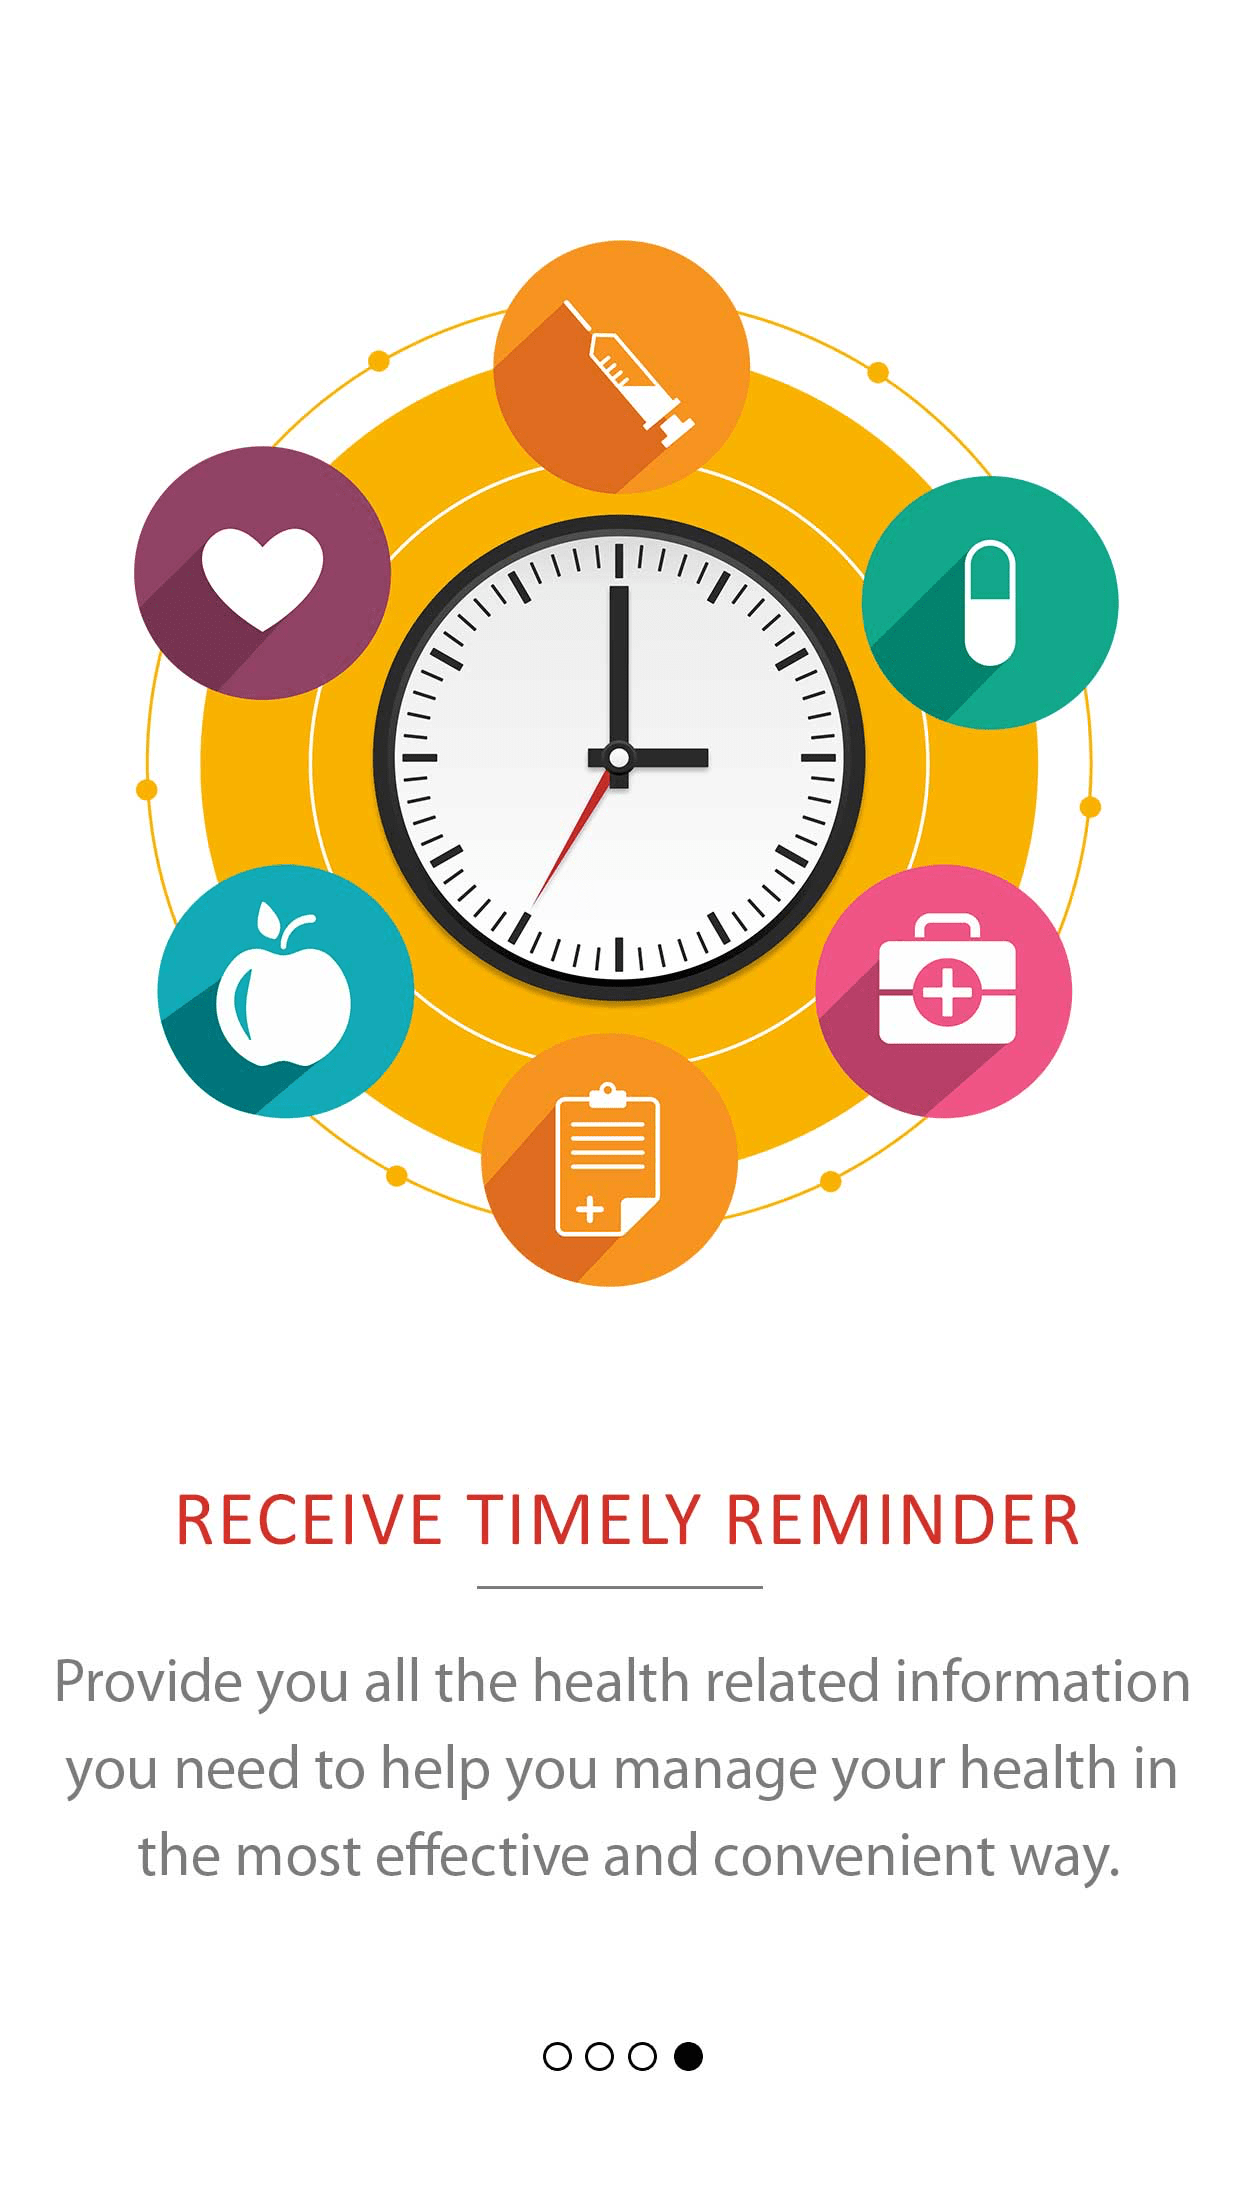 RECEIVE TIMELY REMINDER
Provide you all the health related information
you need to help you manage your health in
the most effective and convenient way.